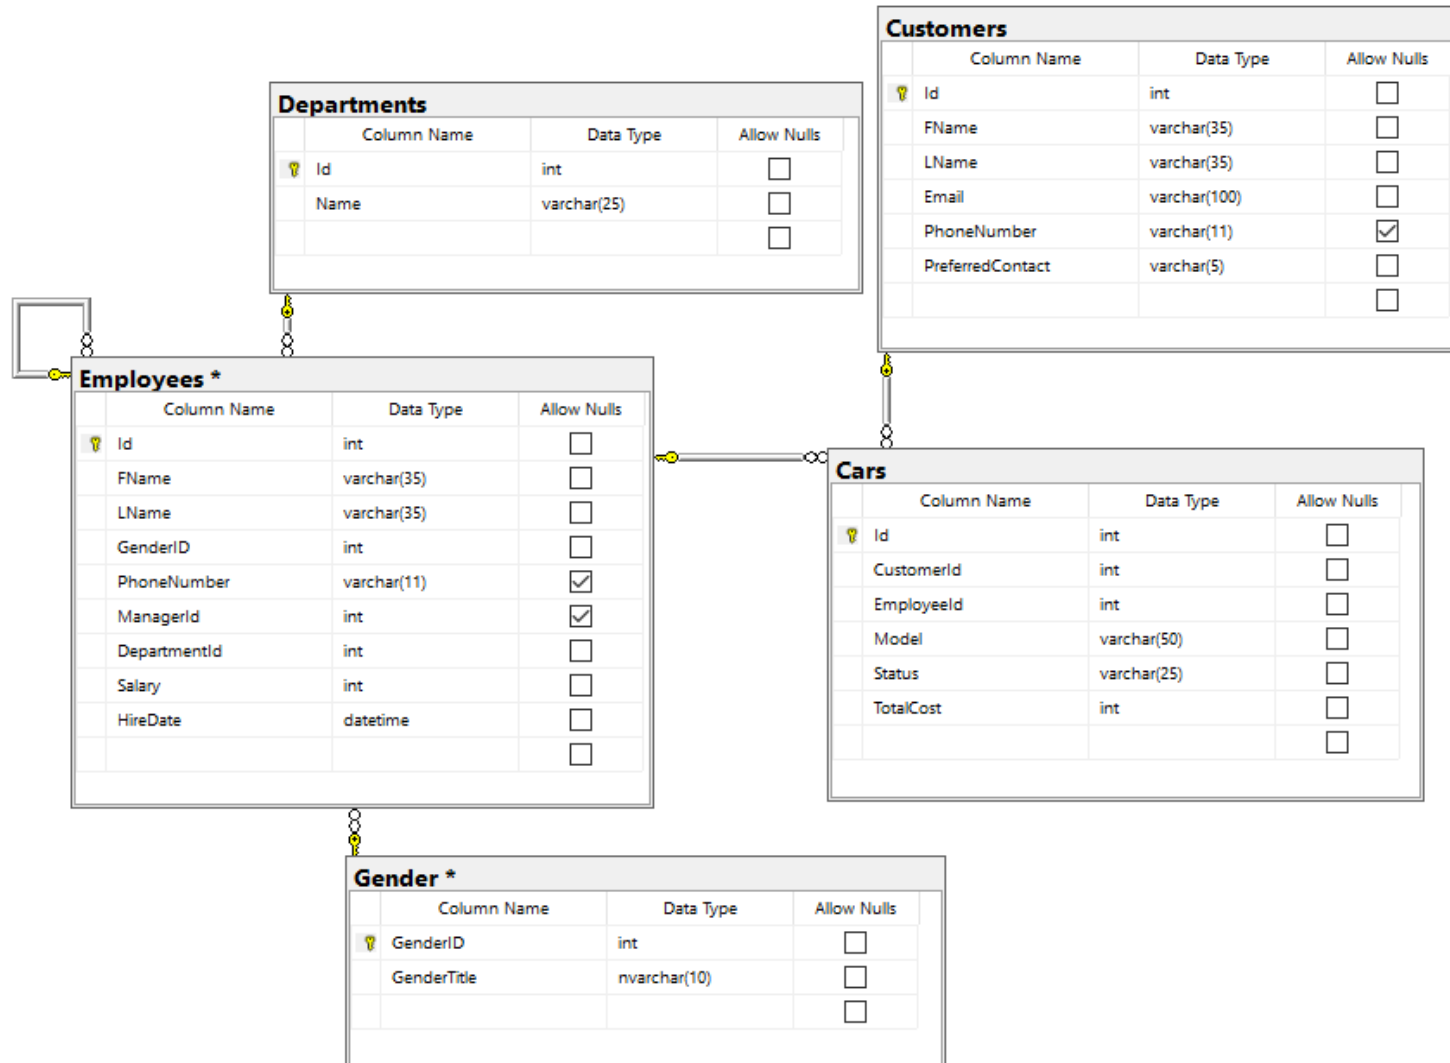 Customers
Column Name Data Type Allow Nulls
Id int
FName varchar(35)
LName varchar(35)
Email varchar(100)
PhoneNumber varchar(11)
PreferredContact varchar(5)
Departments
Column Name Data Type Allow Nulls
Id int
Name varchar(25)
Employees *
Column Name Data Type Allow Nulls
Id int
FName varchar(35)
LName varchar(35)
GenderID int
PhoneNumber varchar(11)
ManagerId int
DepartmentId int
Salary int
HireDate datetime
Cars
Column Name Data Type Allow Nulls
Id int
CustomerId int
EmployeeId int
Model varchar(50)
Status varchar(25)
TotalCost int
Gender *
Column Name Data Type Allow Nulls
GenderID int
GenderTitle nvarchar(10)